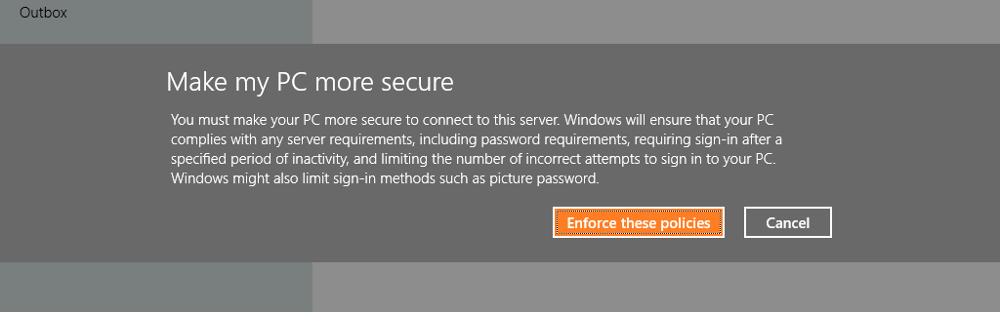 Outbox
Make my PC more secure
You must make your PC more secure to connect to this server. Windows will ensure that your PC
complies with any server requirements, including password requirements, requiring sign-in after a
specified period of inactivity, and limiting the number of incorrect attempts to sign in to your PC.
Windows might also limit sign-in methods such as picture password.
Enforce these policies Cancel